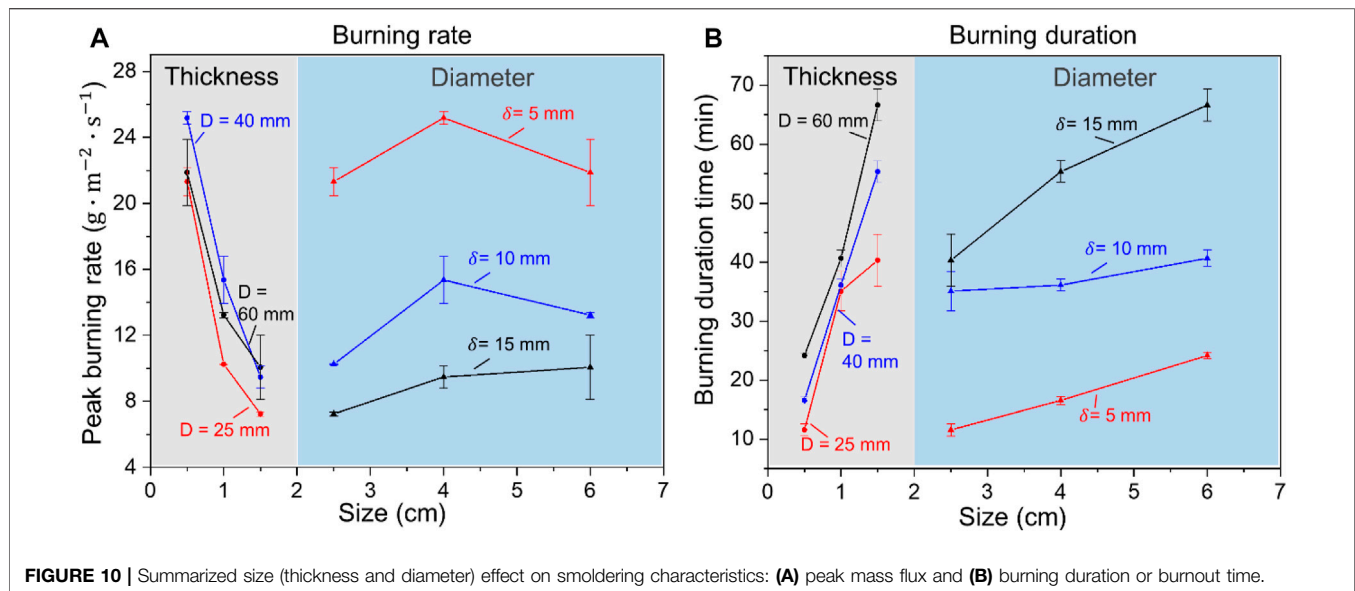 A
Burning rate
Thickness
Diameter
D = 40 mm
δ= 5 mm
δ= 10 mm
D =
60 mm
δ= 15 mm
D = 25 mm
Peak burning rate (g · m⁻² · s⁻¹)
28
24
20
16
12
8
4
0 1 2 3 4 5 6 7
Size (cm)
B
Burning duration
Thickness
Diameter
D = 60 mm
δ= 15 mm
δ= 10 mm
D =
40 mm
δ= 5 mm
D = 25 mm
Burning duration time (min)
70
60
50
40
30
20
10
0 1 2 3 4 5 6 7
Size (cm)
FIGURE 10 | Summarized size (thickness and diameter) effect on smoldering characteristics: (A) peak mass flux and (B) burning duration or burnout time.